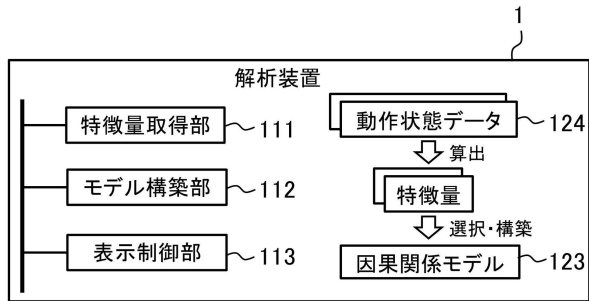 1
解析装置
特徴量取得部
111
モデル構築部
112
表示制御部
113
動作状態データ
124
算出
特徴量
選択・構築
因果関係モデル
123